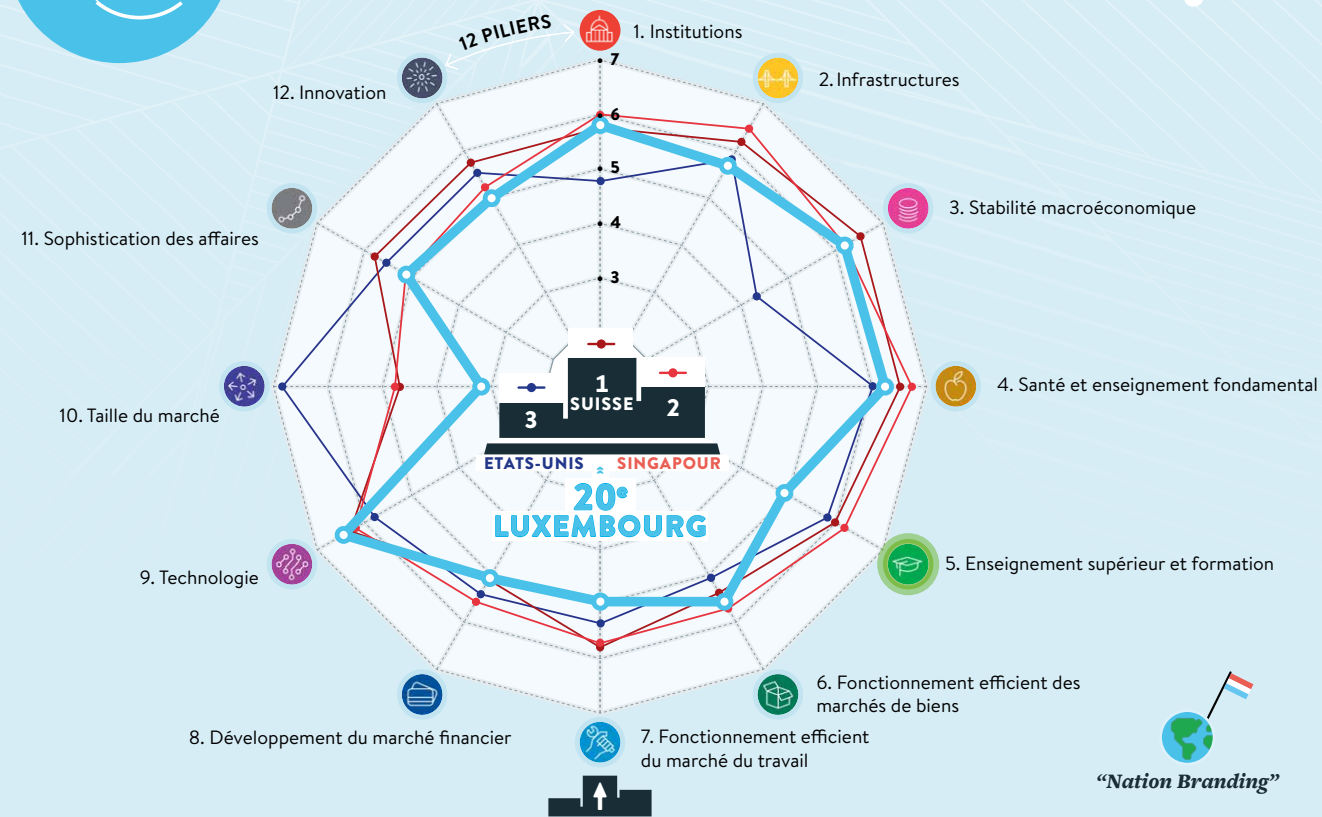 12 PILIERS
1. Institutions
2. Infrastructures
3. Stabilité macroéconomique
4. Santé et enseignement fondamental
5. Enseignement supérieur et formation
6. Fonctionnement efficient des
marchés de biens
7. Fonctionnement efficient
du marché du travail
8. Développement du marché financier
9. Technologie
10. Taille du marché
11. Sophistication des affaires
12. Innovation
7
6
5
4
3
1
SUISSE
2
3
ETATS-UNIS
SINGAPOUR
20e
LUXEMBOURG
“Nation Branding”